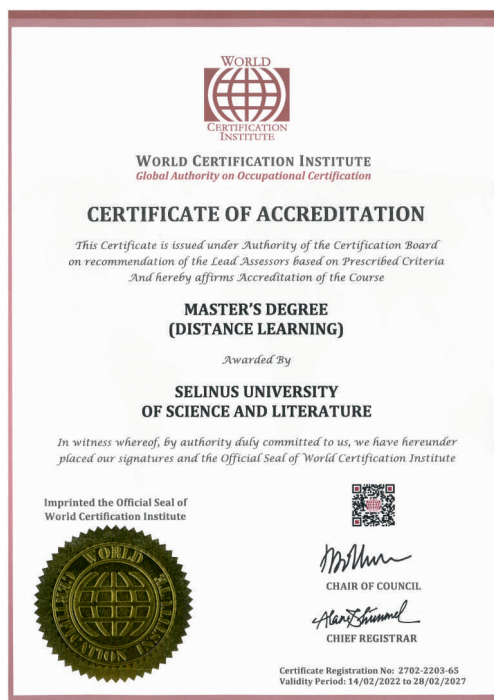 WORLD
CERTIFICATION
INSTITUTE
WORLD CERTIFICATION INSTITUTE
Global Authority on Occupational Certification
CERTIFICATE OF ACCREDITATION
This Certificate is issued under Authority of the Certification Board
on recommendation of the Lead Assessors based on Prescribed Criteria
And hereby affirms Accreditation of the Course
MASTER'S DEGREE
(DISTANCE LEARNING)
Awarded By
SELINUS UNIVERSITY
OF SCIENCE AND LITERATURE
In witness whereof, by authority duly committed to us, we have hereunder
placed our signatures and the Official Seal of World Certification Institute
Imprinted the Official Seal of
World Certification Institute
WORLD
CHAIR OF COUNCIL
CHIEF REGISTRAR
Certificate Registration No: 2702-2203-65
Validity Period: 14/02/2022 to 28/02/2027